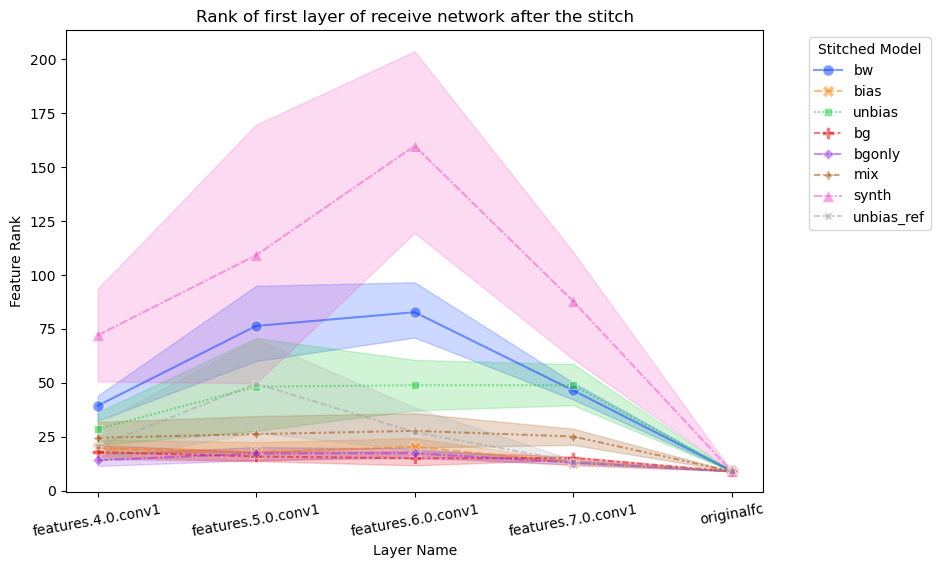 Rank of first layer of receive network after the stitch
Feature Rank
200
175
150
125
100
75
50
25
0
features.4.0.conv1
features.5.0.conv1
features.6.0.conv1
features.7.0.conv1
originalfc
Layer Name
Stitched Model
bw
bias
unbias
bg
bgonly
mix
synth
unbias_ref